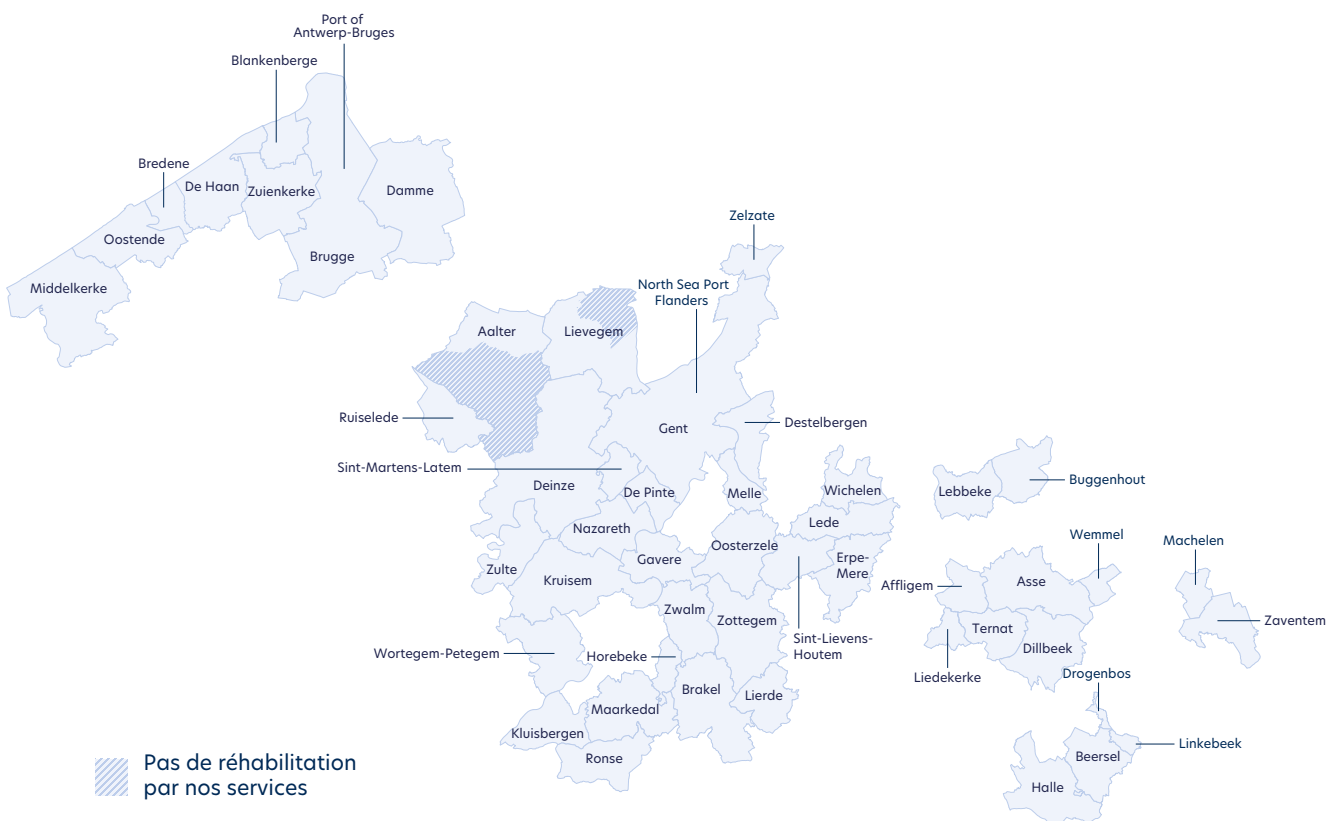 Port of
Antwerp-Bruges
Blankenberge
Bredene
De Haan
Zuienkerke
Damme
Oostende
Brugge
Middelkerke
Zelzate
North Sea Port
Flanders
Aalter
Lievegem
Ruiselede
Gent
Destelbergen
Sint-Martens-Latem
Deinze
De Pinte
Melle
Wichelen
Lebbeke
Buggenhout
Nazareth
Lede
Oosterzele
Wemmel
Machelen
Zulte
Kruisem
Gavere
Erpe-
Mere
Affligem
Asse
Zwalm
Zottegem
Zaventem
Ternat
Sint-Lievens-
Houtem
Dillbeek
Wortegem-Petegem
Horebeke
Liedekerke
Drogenbos
Brakel
Lierde
Maarkedal
Kluisbergen
Linkebeek
Ronse
Beersel
Halle
Pas de réhabilitation
par nos services